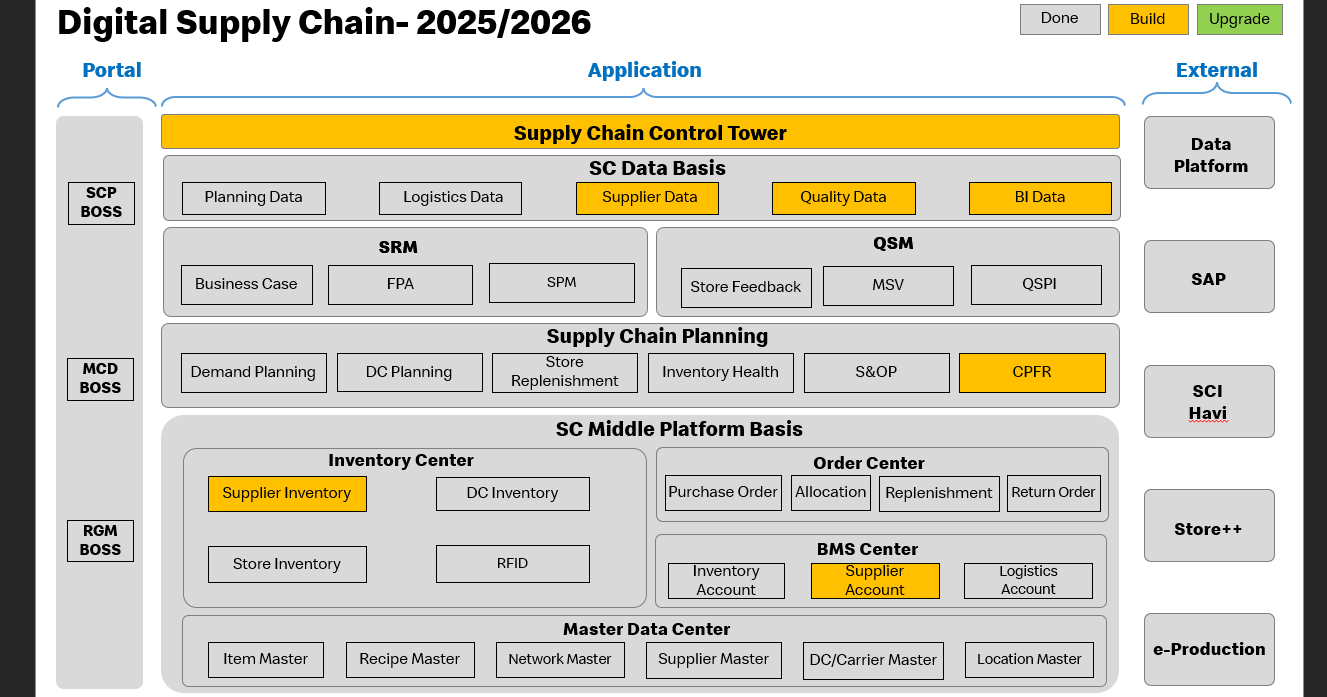 Digital Supply Chain- 2025/2026
Done
Build
Upgrade
Portal
Application
External
SCP
BOSS
MCD
BOSS
RGM
BOSS
Supply Chain Control Tower
SC Data Basis
Planning Data
Logistics Data
Supplier Data
Quality Data
BI Data
SRM
Business Case
FPA
SPM
QSM
Store Feedback
MSV
QSPI
Supply Chain Planning
Demand Planning
DC Planning
Store
Replenishment
Inventory Health
S&OP
CPFR
SC Middle Platform Basis
Inventory Center
Supplier Inventory
DC Inventory
Store Inventory
RFID
Order Center
Purchase Order
Allocation
Replenishment
Return Order
BMS Center
Inventory
Account
Supplier
Account
Logistics
Account
Master Data Center
Item Master
Recipe Master
Network Master
Supplier Master
DC/Carrier Master
Location Master
Data
Platform
SAP
SCI
Havi
Store++
e-Production